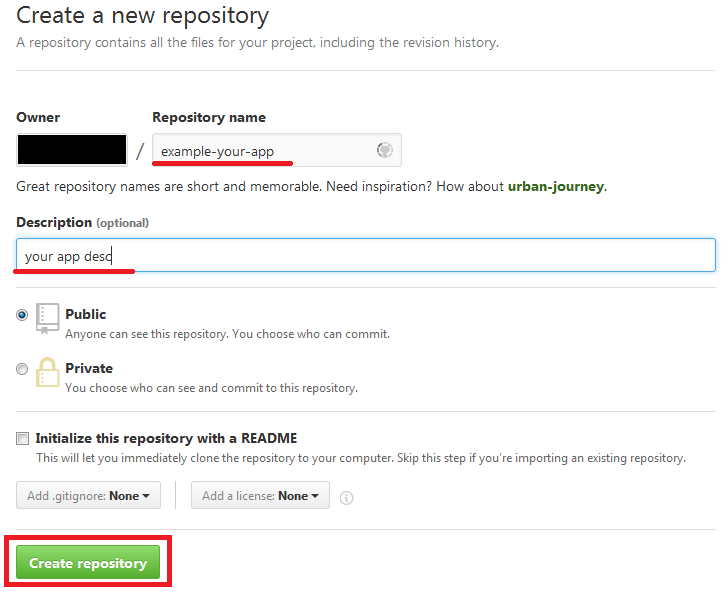 Create a new repository
A repository contains all the files for your project, including the revision history.
Owner Repository name
/ example-your-app
Great repository names are short and memorable. Need inspiration? How about urban-journey.
Description (optional)
your app desc
Public
Anyone can see this repository. You choose who can commit.
Private
You choose who can see and commit to this repository.
Initialize this repository with a README
This will let you immediately clone the repository to your computer. Skip this step if you're importing an existing repository.
Add .gitignore: None Add a license: None
Create repository